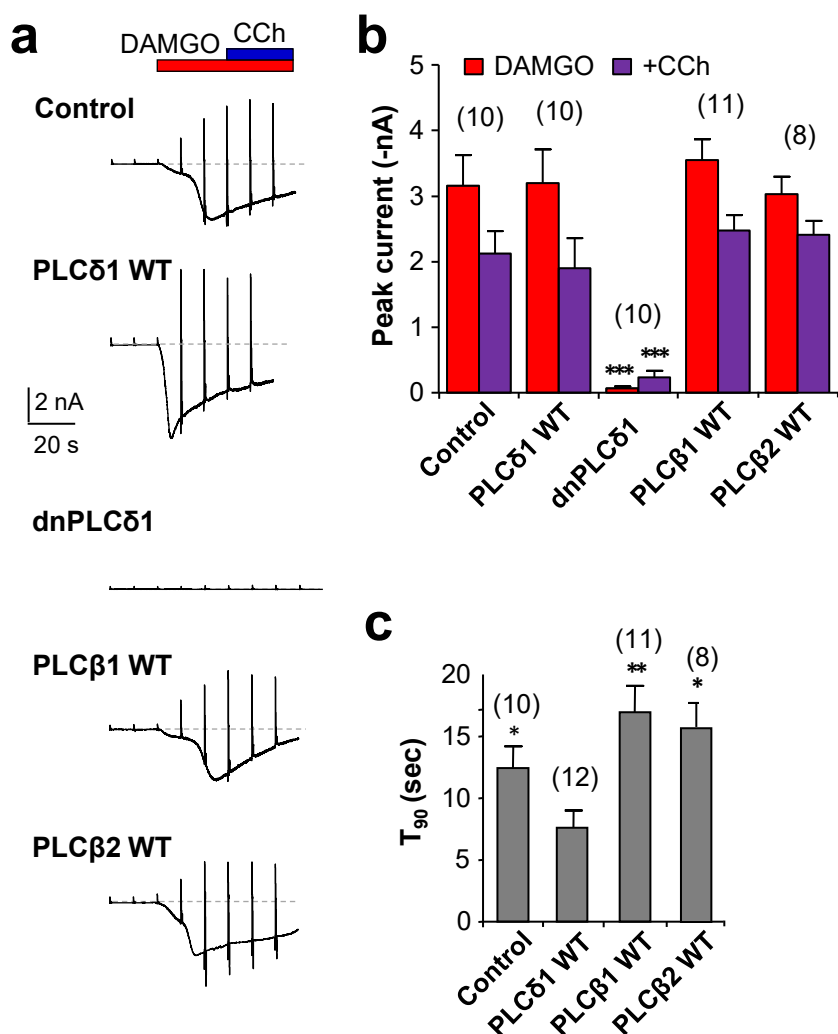 a
DAMGO
CCh
Control
PLCδ1 WT
2 nA
20 s
dnPLCδ1
PLCβ1 WT
PLCβ2 WT
b
DAMGO
+CCh
Peak current (-nA)
5
4
3
2
1
0
(10)
(10)
(10)
(11)
(8)
***
***
Control
PLCδ1 WT
dnPLCδ1
PLCβ1 WT
PLCβ2 WT
c
T90 (sec)
20
15
10
5
0
(10)
*
(12)
(11)
**
(8)
*
Control
PLCδ1 WT
PLCβ1 WT
PLCβ2 WT